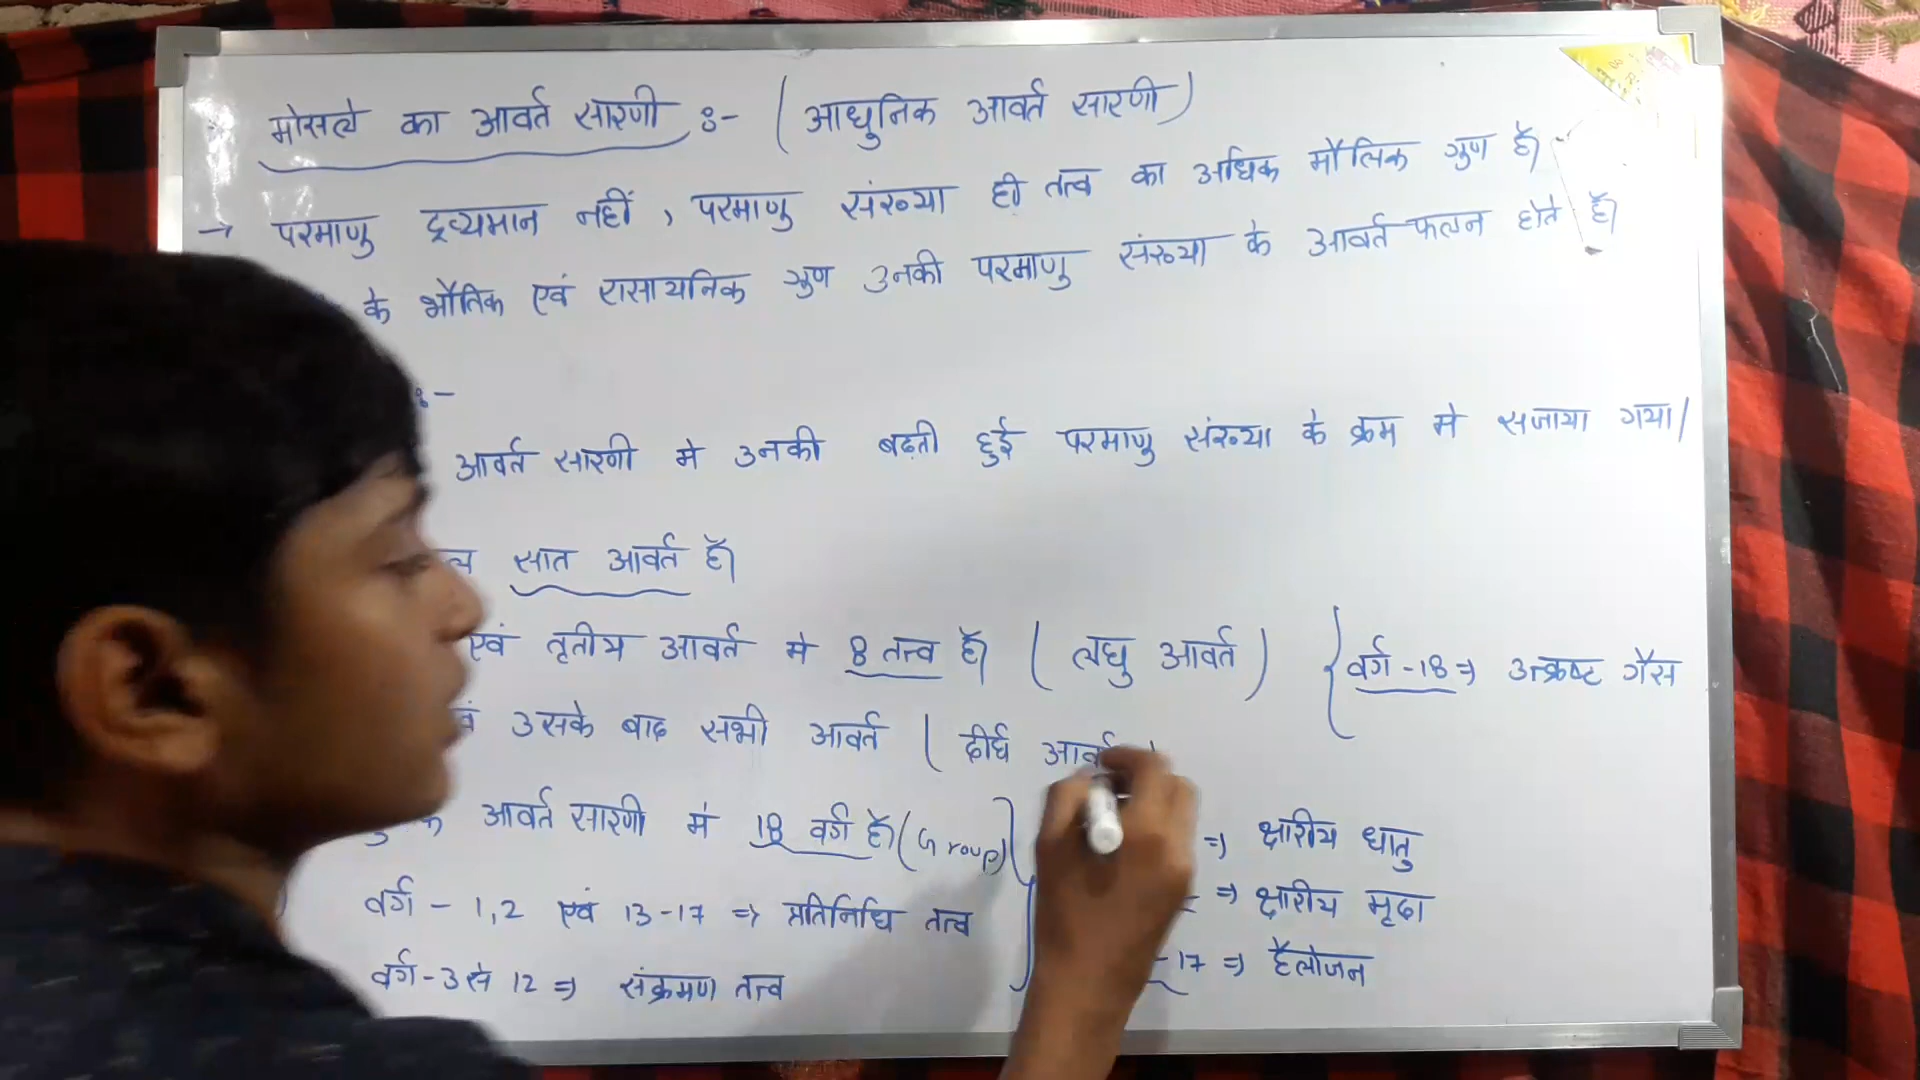 मोसले का आवर्त सारणी :- (आधुनिक आवर्त सारणी)
→ परमाणु द्रव्यमान नहीं, परमाणु संख्या ही तत्व का अधिक मौलिक गुण है।
के भौतिक एवं रासायनिक गुण उनकी परमाणु संख्या के आवर्त फलन होते हैं।
:-
आवर्त सारणी मे उनकी बढ़ती हुई परमाणु संख्या के क्रम मे सजाया गया।
सात आवर्त है।
एवं तृतीय आवर्त मे 8 तत्त्व है। (लघु आवर्त) { वर्ग -18 ⇒ उत्क्रष्ट गैस
उसके बाद सभी आवर्त (दीर्घ आवर्त
आवर्त सारणी मे 18 वर्ग है। (Group)
⇒ क्षारीय धातु
वर्ग - 1,2 एवं 13-17 ⇒ प्रतिनिधि तत्व
⇒ क्षारीय मृदा
वर्ग-3 से 12 ⇒ संक्रमण तत्त्व
-17 ⇒ हैलोजन